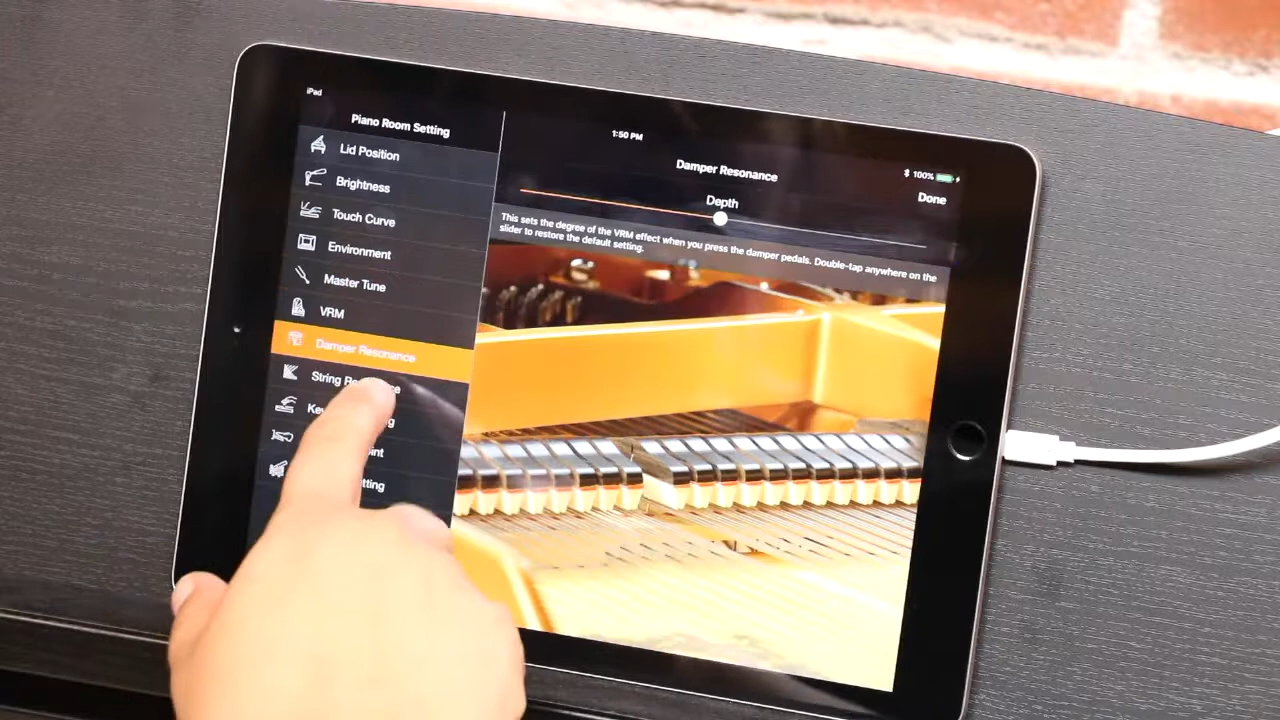 iPad
Piano Room Setting
Lid Position
Brightness
Touch Curve
Environment
Master Tune
VRM
Damper Resonance
String
1:50 PM
100%
Damper Resonance
Done
Depth
This sets the degree of the VRM effect when you press the damper pedals. Double-tap anywhere on the
slider to restore the default setting.